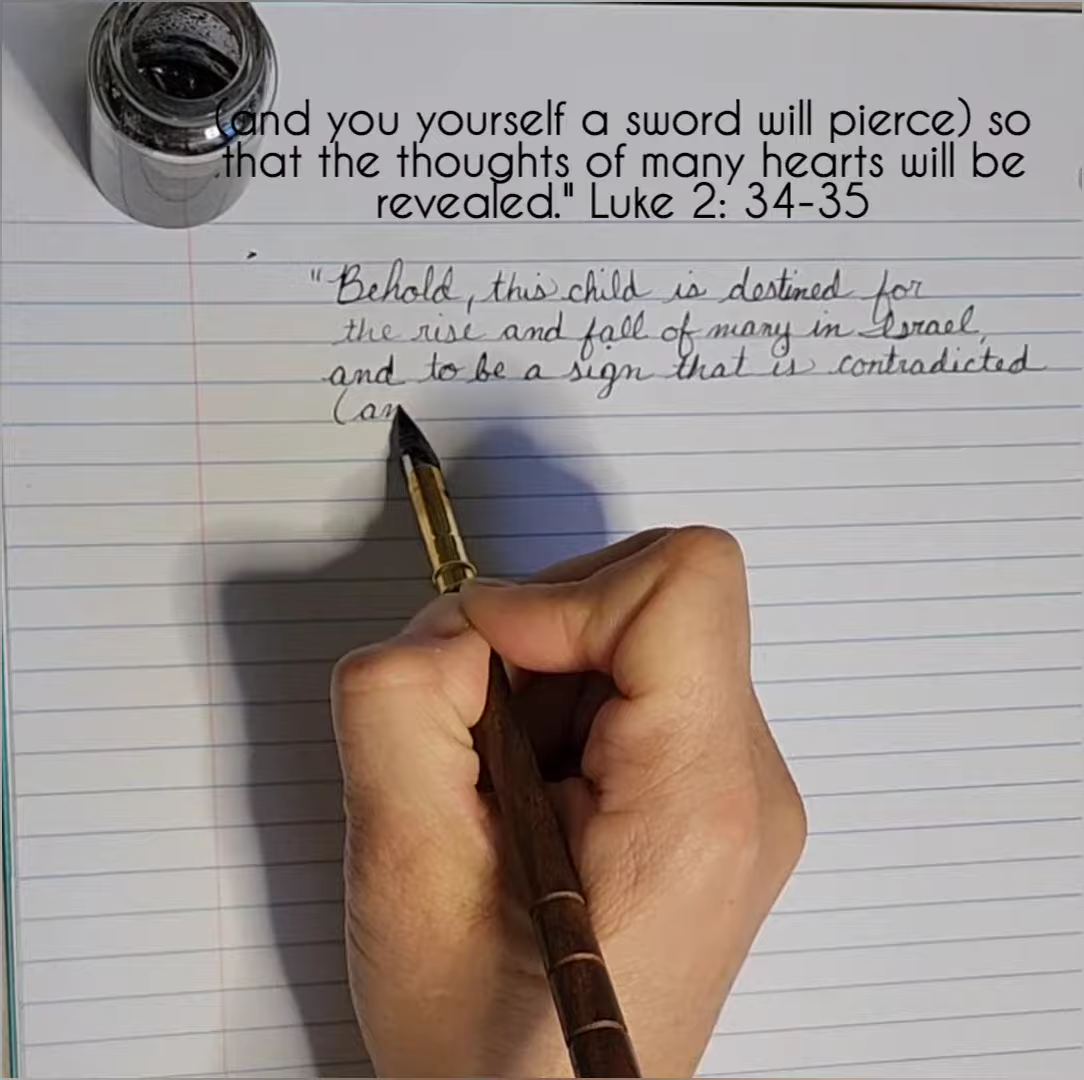 (and you yourself a sword will pierce) so
that the thoughts of many hearts will be
revealed." Luke 2: 34-35
"Behold, this child is destined for
the rise and fall of many in Israel,
and to be a sign that is contradicted
(an